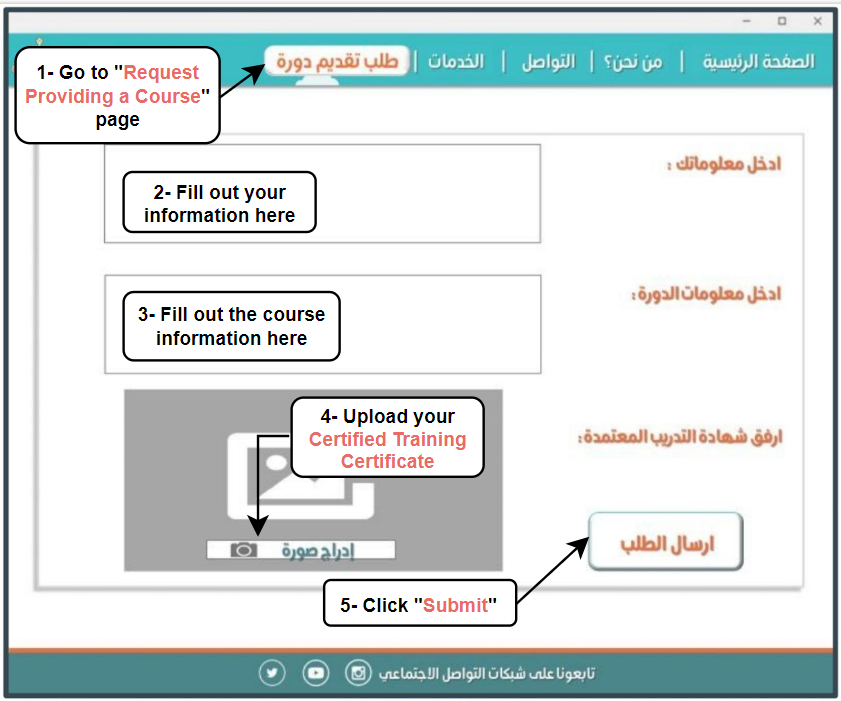 الصفحة الرئيسية | من نحن؟ | التواصل | الخدمات | طلب تقديم دورة
1- Go to "Request
Providing a Course"
page
ادخل معلوماتك :
2- Fill out your
information here
ادخل معلومات الدورة :
3- Fill out the course
information here
ارفق شهادة التدريب المعتمدة :
4- Upload your
Certified Training
Certificate
إدراج صورة
ارسال الطلب
5- Click "Submit"
تابعونا على شبكات التواصل الاجتماعي